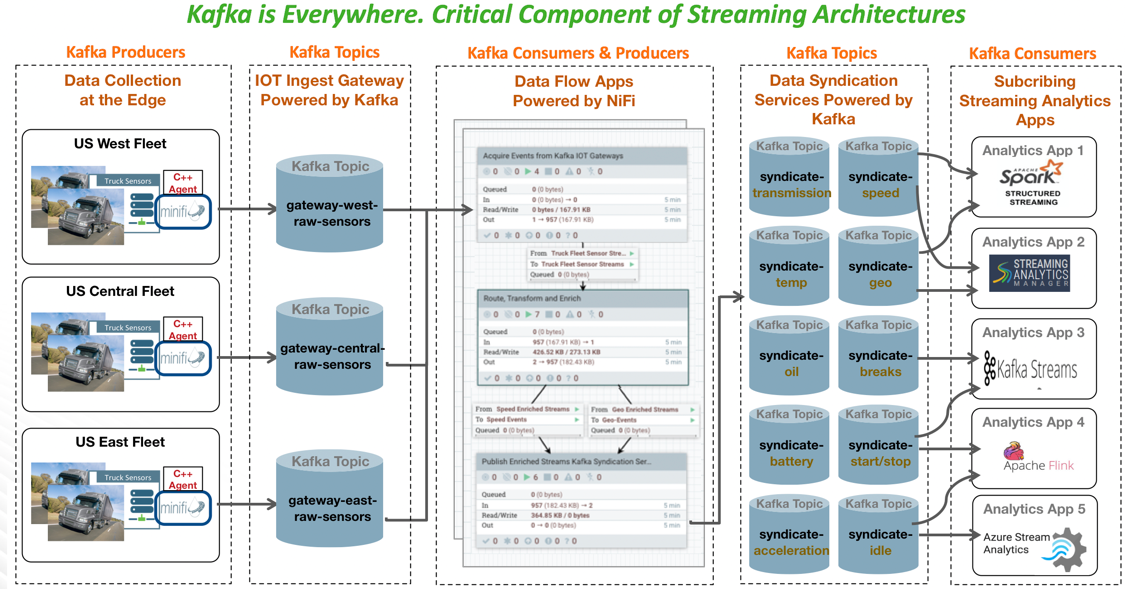 Kafka is Everywhere. Critical Component of Streaming Architectures
Kafka Producers
Data Collection
at the Edge
US West Fleet
Truck Sensors
C++
Agent
minifi
US Central Fleet
Truck Sensors
C++
Agent
minifi
US East Fleet
Truck Sensors
C++
Agent
minifi
Kafka Topics
IOT Ingest Gateway
Powered by Kafka
Kafka Topic
gateway-west-
raw-sensors
Kafka Topic
gateway-central-
raw-sensors
Kafka Topic
gateway-east-
raw-sensors
Kafka Consumers & Producers
Data Flow Apps
Powered by NiFi
Acquire Events from Kafka IOT Gateways
0 0 4 0 0 0
Queued 0 (0 bytes)
In 0 (0 bytes) → 0 5 min
Read/Write 0 bytes / 167.91 KB 5 min
Out 1 → 957 (167.91 KB) 5 min
0 0 0 0 0
From Truck Fleet Sensor Stre...
To Truck Fleet Sensor Streams
Queued 0 (0 bytes)
Route, Transform and Enrich
0 0 7 0 0 0
Queued 0 (0 bytes)
In 957 (167.91 KB) → 1 5 min
Read/Write 426.52 KB / 273.13 KB 5 min
Out 2 → 957 (182.43 KB) 5 min
0 0 0 0 0
From Speed Enriched Streams
To Speed Events
Queued 0 (0 bytes)
From Geo Enriched Streams
To Geo-Events
Queued 0 (0 bytes)
Publish Enriched Streams Kafka Syndication Ser...
0 0 6 0 0 0
Queued 0 (0 bytes)
In 957 (182.43 KB) → 2 5 min
Read/Write 364.85 KB / 0 bytes 5 min
Out 0 → 0 (0 bytes) 5 min
0 0 0 0 0
Kafka Topics
Data Syndication
Services Powered by
Kafka
Kafka Topic
syndicate-
transmission
Kafka Topic
syndicate-
speed
Kafka Topic
syndicate-
temp
Kafka Topic
syndicate-
geo
Kafka Topic
syndicate-
oil
Kafka Topic
syndicate-
breaks
Kafka Topic
syndicate-
battery
Kafka Topic
syndicate-
start/stop
Kafka Topic
syndicate-
acceleration
Kafka Topic
syndicate-
idle
Kafka Consumers
Subcribing
Streaming Analytics
Apps
Analytics App 1
APACHE
Spark
STRUCTURED
STREAMING
Analytics App 2
STREAMING
ANALYTICS
MANAGER
Analytics App 3
Kafka Streams
Analytics App 4
Apache Flink
Analytics App 5
Azure Stream
Analytics